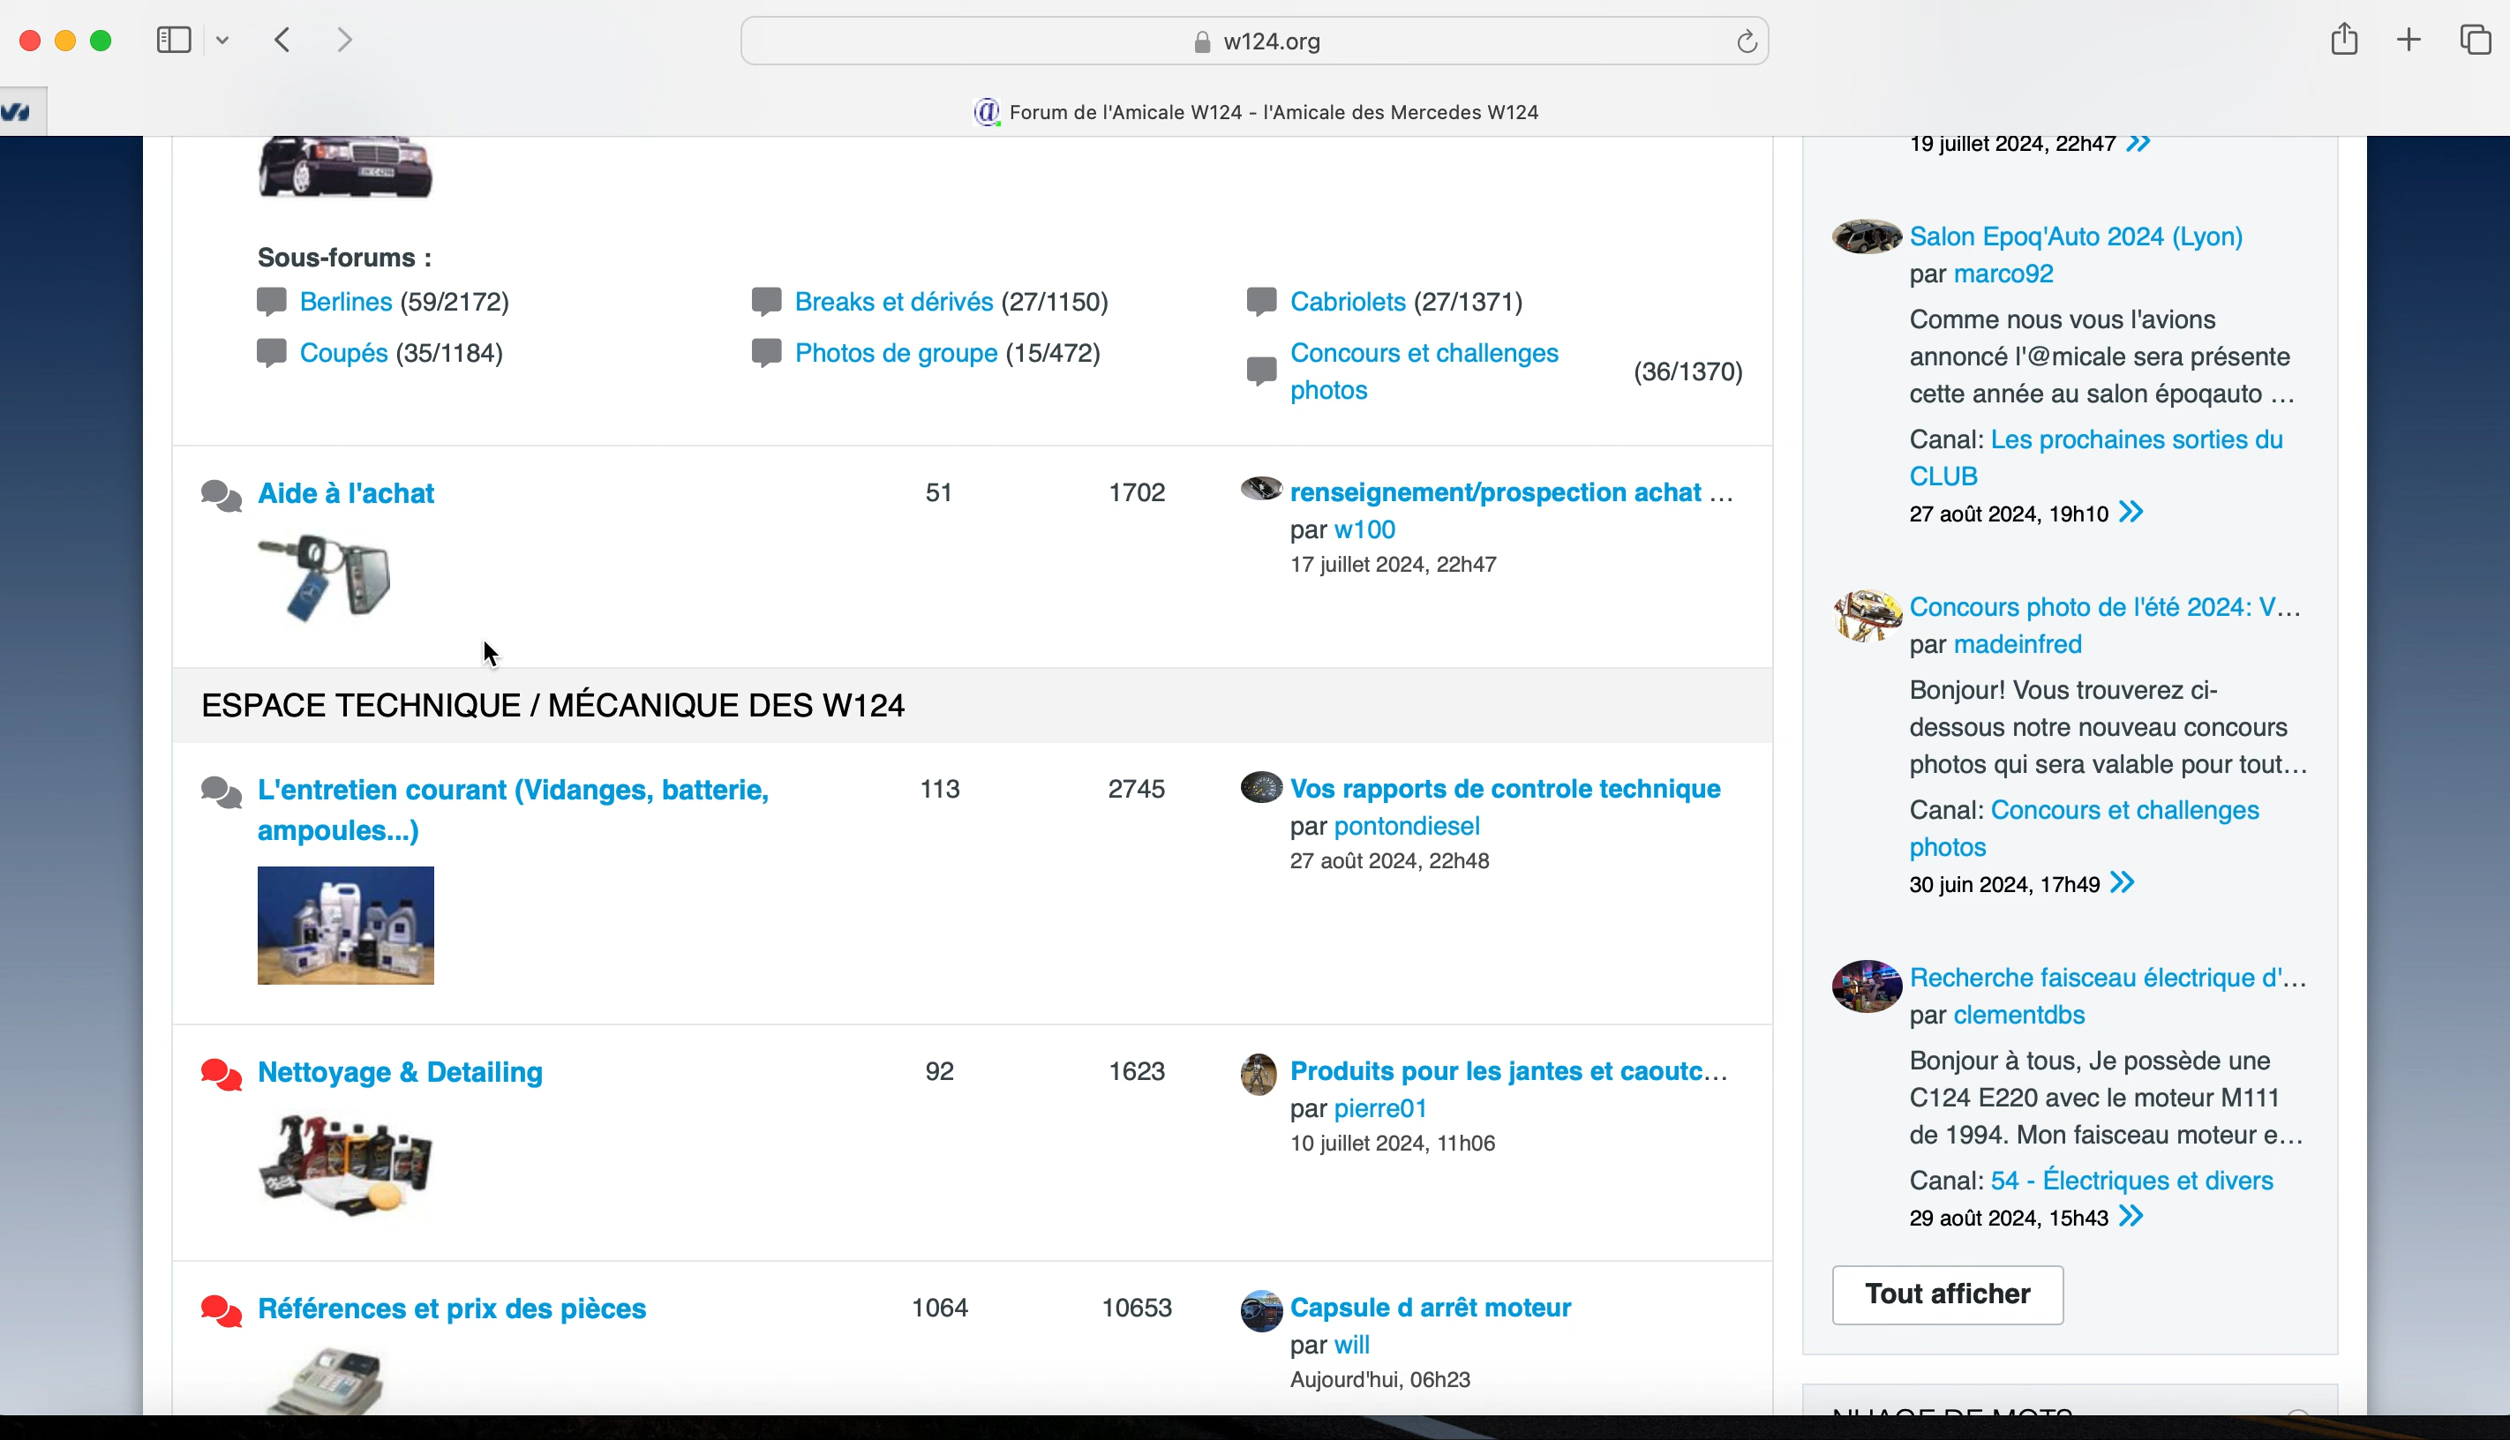 w124.org
Forum de l'Amicale W124 - l'Amicale des Mercedes W124
Sous-forums :
Berlines (59/2172)
Breaks et dérivés (27/1150)
Cabriolets (27/1371)
Coupés (35/1184)
Photos de groupe (15/472)
Concours et challenges
photos
(36/1370)
Aide à l'achat
51
1702
renseignement/prospection achat ...
par w100
17 juillet 2024, 22h47
ESPACE TECHNIQUE / MÉCANIQUE DES W124
L'entretien courant (Vidanges, batterie,
ampoules...)
113
2745
Vos rapports de controle technique
par pontondiesel
27 août 2024, 22h48
Nettoyage & Detailing
92
1623
Produits pour les jantes et caoutc...
par pierre01
10 juillet 2024, 11h06
Références et prix des pièces
1064
10653
Capsule d arrêt moteur
par will
Aujourd'hui, 06h23
19 juillet 2024, 22h47
Salon Epoq'Auto 2024 (Lyon)
par marco92
Comme nous vous l'avions
annoncé l'@micale sera présente
cette année au salon époqauto ...
Canal: Les prochaines sorties du
CLUB
27 août 2024, 19h10
Concours photo de l'été 2024: V...
par madeinfred
Bonjour! Vous trouverez ci-
dessous notre nouveau concours
photos qui sera valable pour tout...
Canal: Concours et challenges
photos
30 juin 2024, 17h49
Recherche faisceau électrique d'...
par clementdbs
Bonjour à tous, Je possède une
C124 E220 avec le moteur M111
de 1994. Mon faisceau moteur e...
Canal: 54 - Électriques et divers
29 août 2024, 15h43
Tout afficher
NUAGE DE MOTS